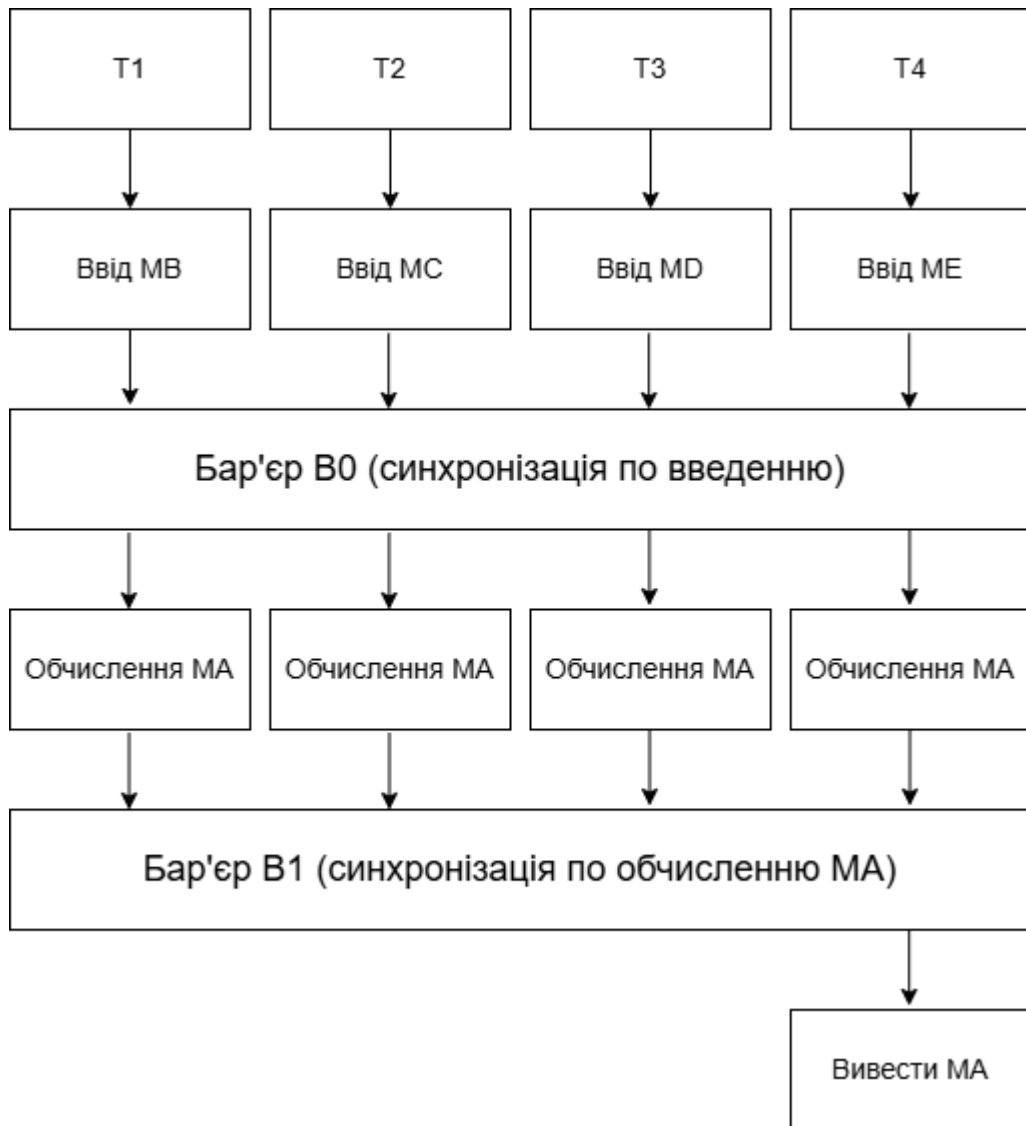 T1
T2
T3
T4
Ввід MB
Ввід MC
Ввід MD
Ввід ME
Бар'єр B0 (синхронізація по введенню)
Обчислення MA
Обчислення MA
Обчислення MA
Обчислення MA
Бар'єр B1 (синхронізація по обчисленню MA)
Вивести MA